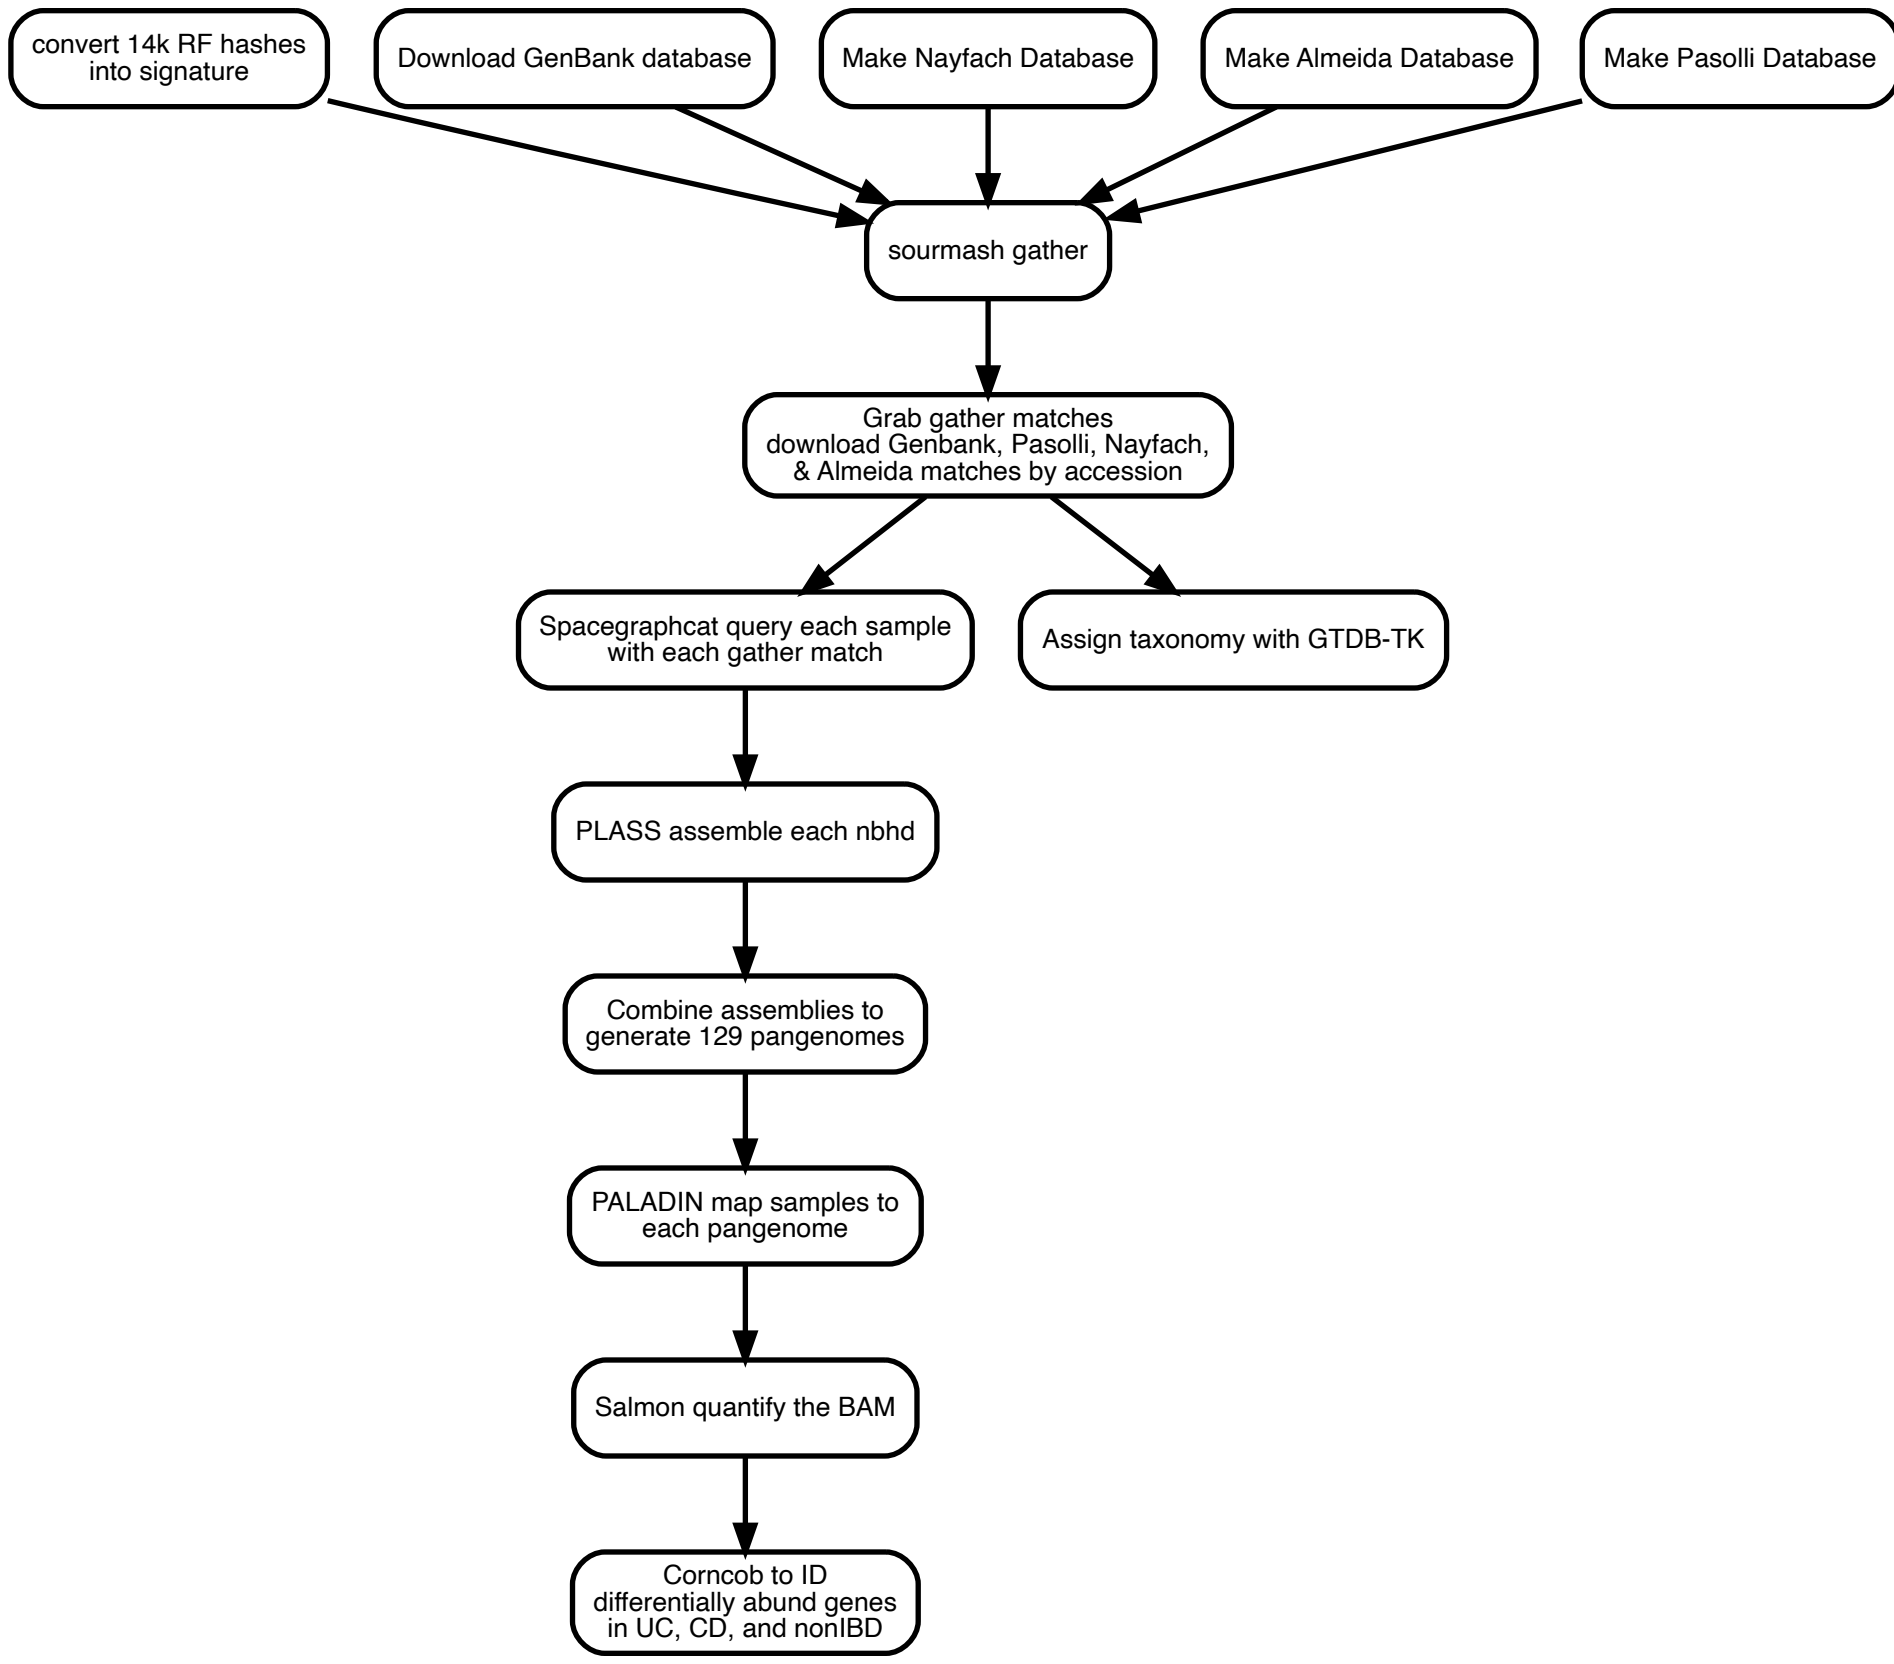 convert 14k RF hashes
into signature
Download GenBank database
Make Nayfach Database
Make Almeida Database
Make Pasolli Database
sourmash gather
Grab gather matches
download Genbank, Pasolli, Nayfach,
& Almeida matches by accession
Spacegraphcat query each sample
with each gather match
Assign taxonomy with GTDB-TK
PLASS assemble each nbhd
Combine assemblies to
generate 129 pangenomes
PALADIN map samples to
each pangenome
Salmon quantify the BAM
Corncob to ID
differentially abund genes
in UC, CD, and nonIBD